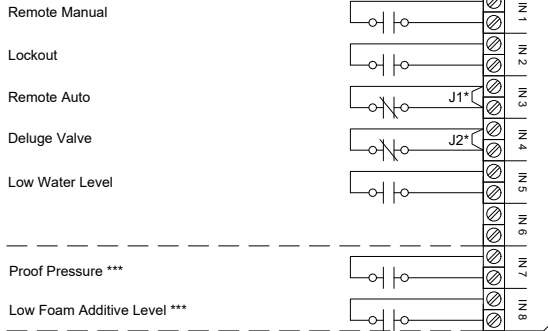 Remote Manual
IN 1
Lockout
IN 2
Remote Auto
J1*
IN 3
Deluge Valve
J2*
IN 4
Low Water Level
IN 5
IN 6
Proof Pressure ***
IN 7
Low Foam Additive Level ***
IN 8